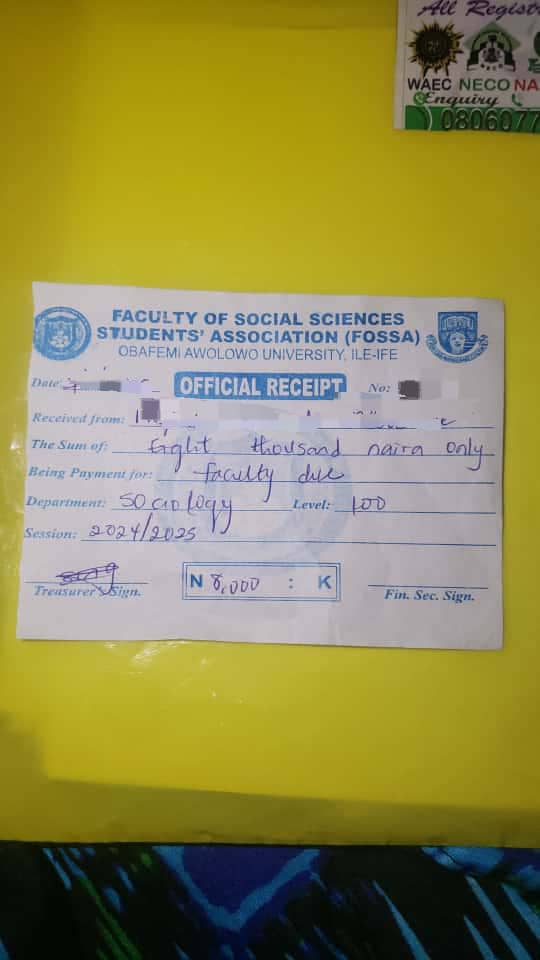 All Regist
WAEC NECO NA
Enquiry
0806077
FACULTY OF SOCIAL SCIENCES
STUDENTS' ASSOCIATION (FOSSA)
OBAFEMI AWOLOWO UNIVERSITY, ILE-IFE
Date: OFFICIAL RECEIPT No:
Received from:
The Sum of: Eight thousand naira only
Being Payment for: faculty due
Department: Sociology Level: 100
Session: 2024/2025
N 8,000 : K
Treasurer's Sign. Fin. Sec. Sign.